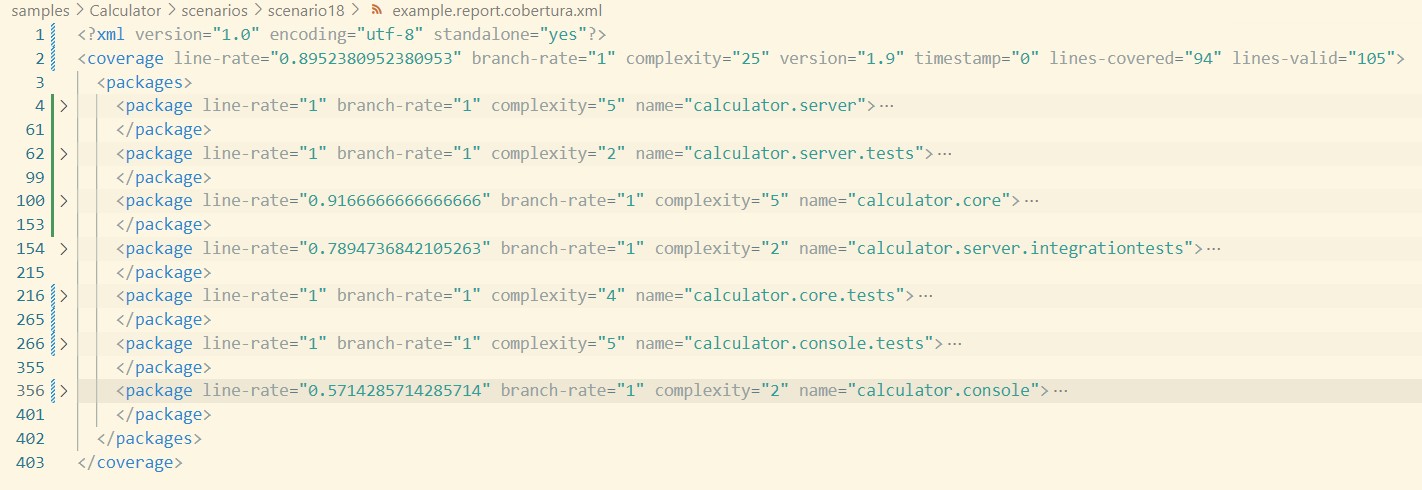 samples > Calculator > scenarios > scenario18 > example.report.cobertura.xml
1 <?xml version="1.0" encoding="utf-8" standalone="yes"?>
2 <coverage line-rate="0.8952380952380953" branch-rate="1" complexity="25" version="1.9" timestamp="0" lines-covered="94" lines-valid="105">
3 <packages>
4 > <package line-rate="1" branch-rate="1" complexity="5" name="calculator.server">···
61 </package>
62 > <package line-rate="1" branch-rate="1" complexity="2" name="calculator.server.tests">···
99 </package>
100 > <package line-rate="0.9166666666666666" branch-rate="1" complexity="5" name="calculator.core">···
153 </package>
154 > <package line-rate="0.7894736842105263" branch-rate="1" complexity="2" name="calculator.server.integrationtests">···
215 </package>
216 > <package line-rate="1" branch-rate="1" complexity="4" name="calculator.core.tests">···
265 </package>
266 > <package line-rate="1" branch-rate="1" complexity="5" name="calculator.console.tests">···
355 </package>
356 > <package line-rate="0.5714285714285714" branch-rate="1" complexity="2" name="calculator.console">···
401 </package>
402 </packages>
403 </coverage>